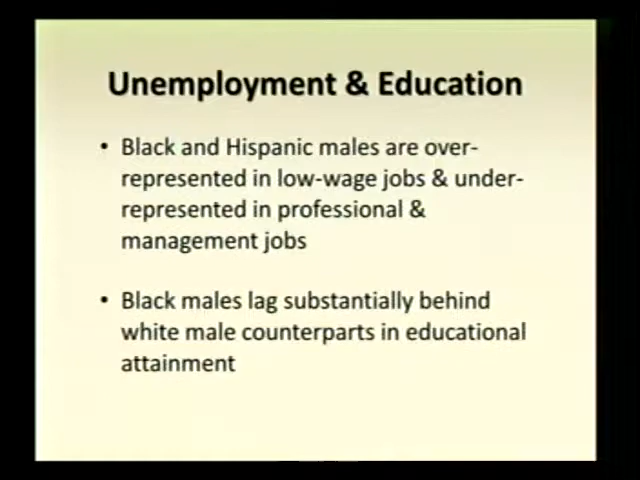 Unemployment & Education
• Black and Hispanic males are over-
represented in low-wage jobs & under-
represented in professional &
management jobs
• Black males lag substantially behind
white male counterparts in educational
attainment